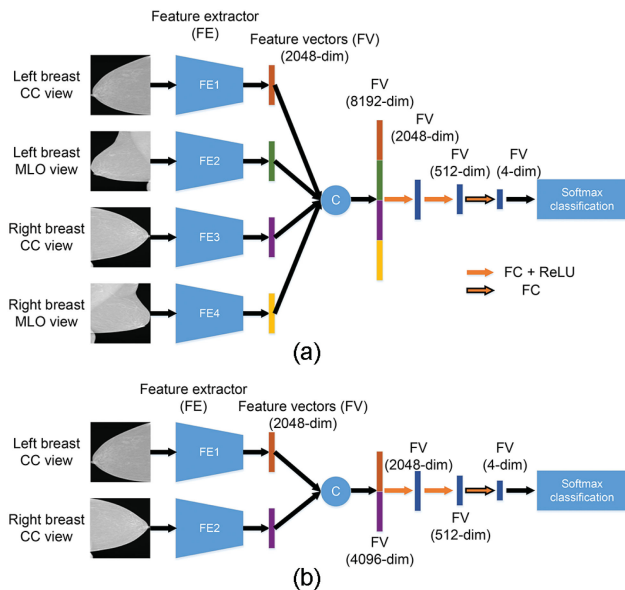 Feature extractor
(FE)
Feature vectors (FV)
(2048-dim)
Left breast
CC view
FE1
FV
(8192-dim)
FV
(2048-dim)
FV
(512-dim)
FV
(4-dim)
Left breast
MLO view
FE2
C
Softmax
classification
Right breast
CC view
FE3
FC + ReLU
FC
Right breast
MLO view
FE4
(a)
Feature extractor
(FE)
Feature vectors (FV)
(2048-dim)
Left breast
CC view
FE1
FV
(2048-dim)
FV
(4-dim)
C
Softmax
classification
Right breast
CC view
FE2
FV
(512-dim)
FV
(4096-dim)
(b)